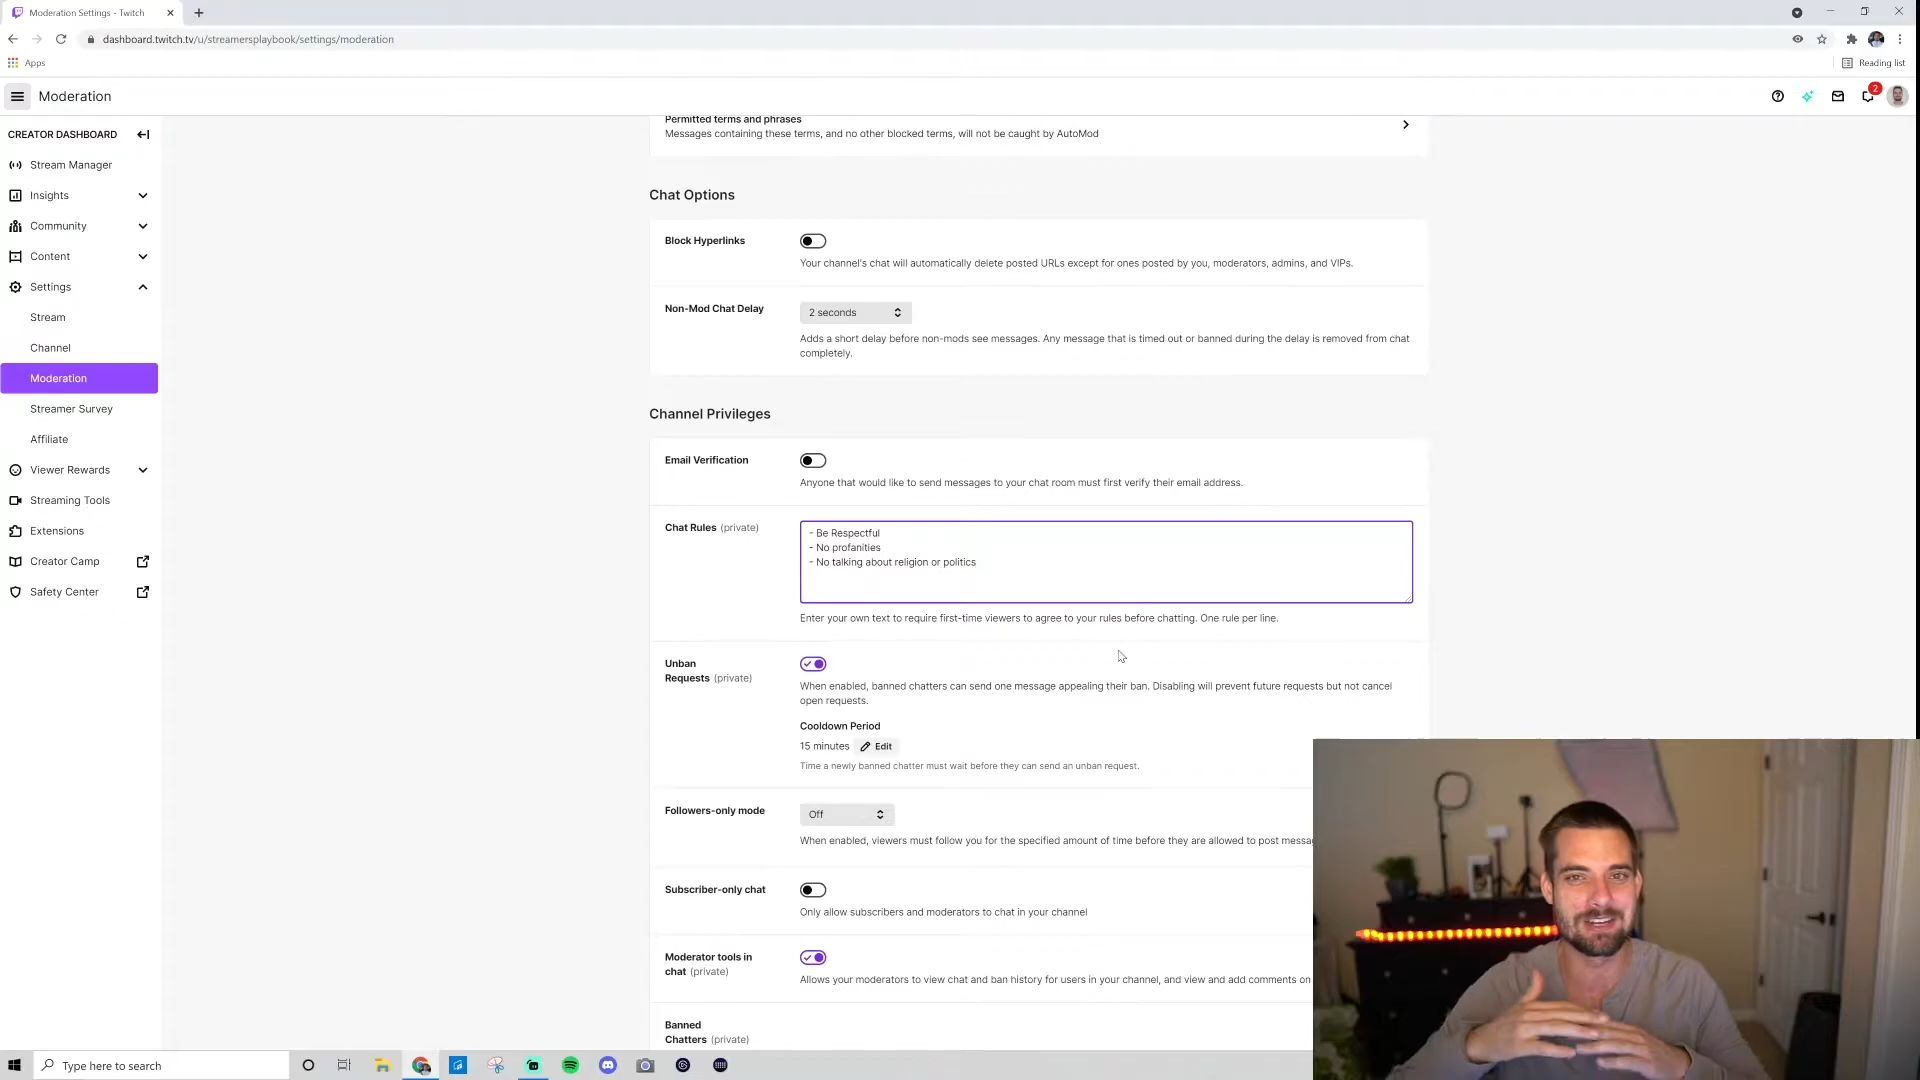 Moderation Settings - Twitch
dashboard.twitch.tv/u/streamersplaybook/settings/moderation
Apps
Reading list
Moderation
2
CREATOR DASHBOARD
Stream Manager
Insights
Community
Content
Settings
Stream
Channel
Moderation
Streamer Survey
Affiliate
Viewer Rewards
Streaming Tools
Extensions
Creator Camp
Safety Center
Permitted terms and phrases
Messages containing these terms, and no other blocked terms, will not be caught by AutoMod
Chat Options
Block Hyperlinks
Your channel's chat will automatically delete posted URLs except for ones posted by you, moderators, admins, and VIPs.
Non-Mod Chat Delay
2 seconds
Adds a short delay before non-mods see messages. Any message that is timed out or banned during the delay is removed from chat
completely.
Channel Privileges
Email Verification
Anyone that would like to send messages to your chat room must first verify their email address.
Chat Rules (private)
- Be Respectful
- No profanities
- No talking about religion or politics
Enter your own text to require first-time viewers to agree to your rules before chatting. One rule per line.
Unban
Requests (private)
When enabled, banned chatters can send one message appealing their ban. Disabling will prevent future requests but not cancel
open requests.
Cooldown Period
15 minutes Edit
Time a newly banned chatter must wait before they can send an unban request.
Followers-only mode
Off
When enabled, viewers must follow you for the specified amount of time before they are allowed to post messag
Subscriber-only chat
Only allow subscribers and moderators to chat in your channel
Moderator tools in
chat (private)
Allows your moderators to view chat and ban history for users in your channel, and view and add comments on
Banned
Chatters (private)
Type here to search